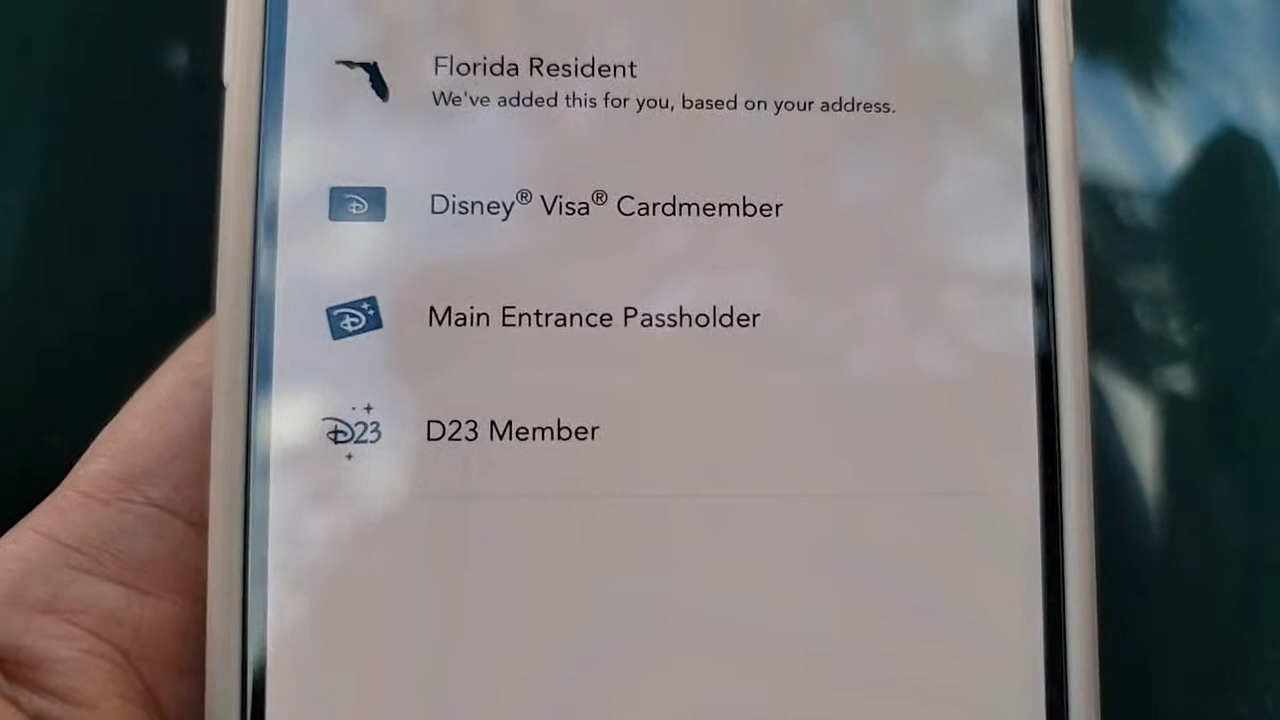 Florida Resident
We've added this for you, based on your address.
Disney® Visa® Cardmember
Main Entrance Passholder
D23
D23 Member